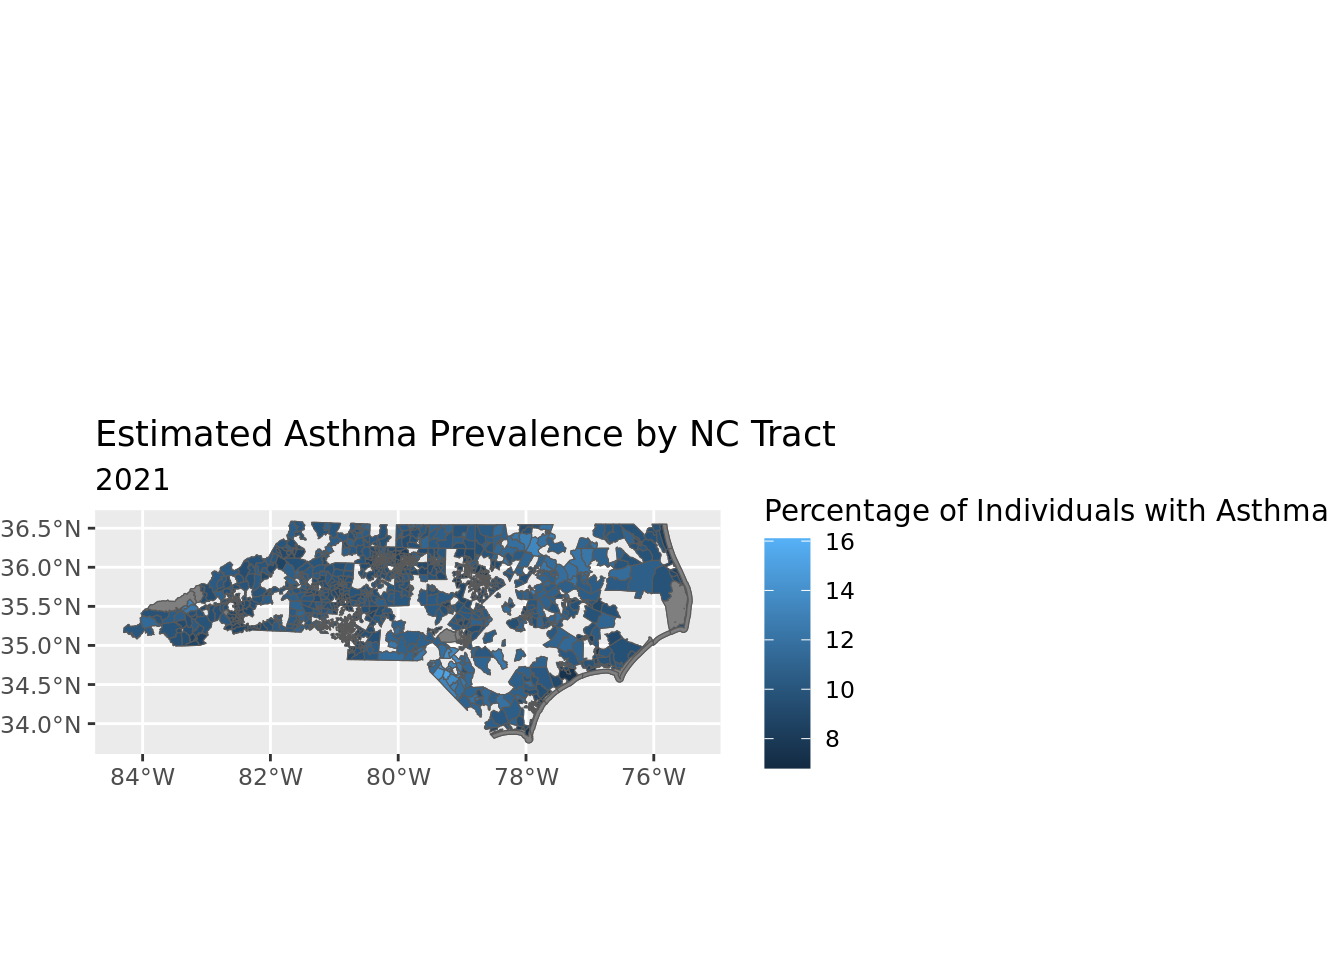 Estimated Asthma Prevalence by NC Tract
2021
Percentage of Individuals with Asthma
16
14
12
10
8
36.5°N
36.0°N
35.5°N
35.0°N
34.5°N
34.0°N
84°W 82°W 80°W 78°W 76°W